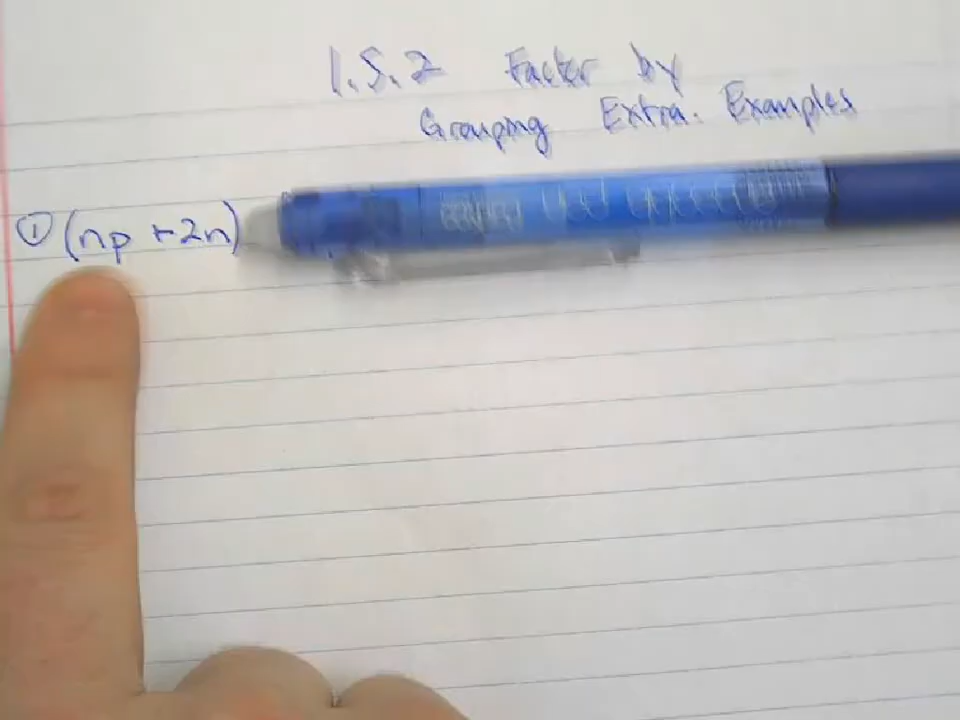 1.5.2 Factor by
Grouping Extra Examples
① (np + 2n)